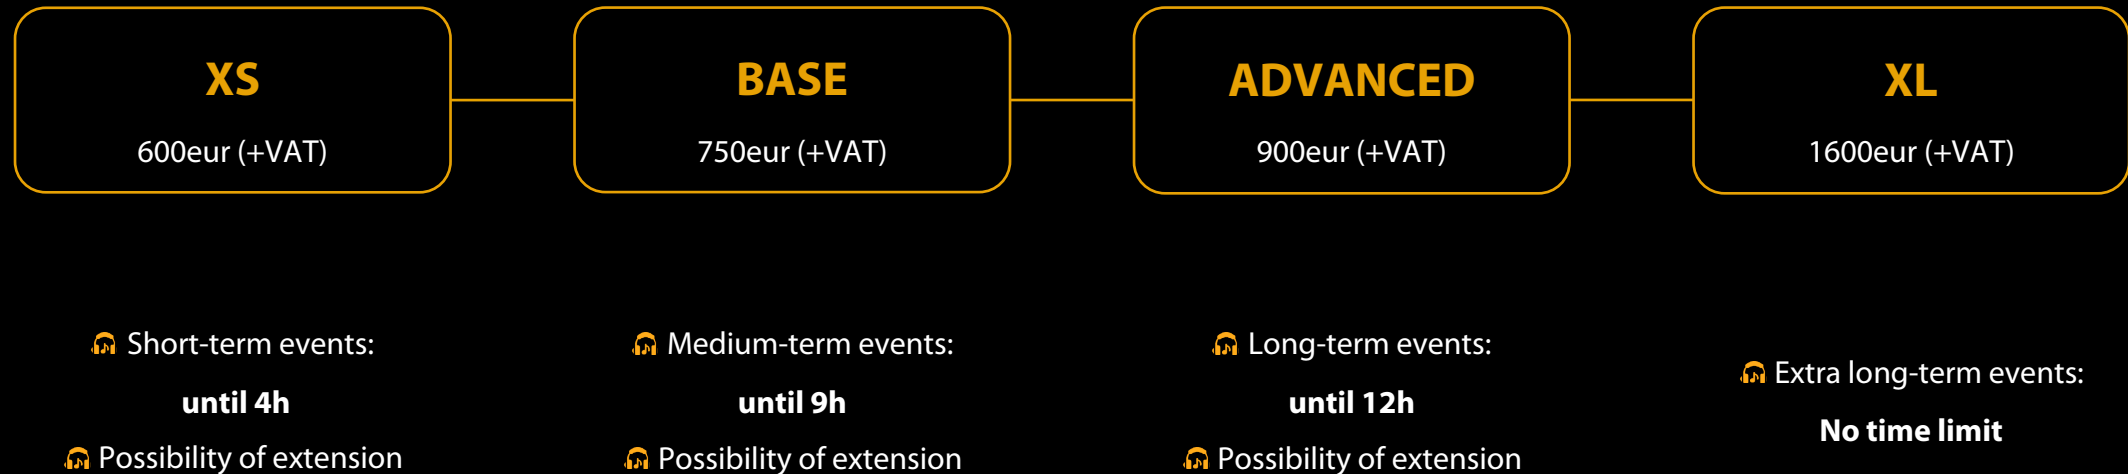 XS
600eur (+VAT)
Short-term events:
until 4h
Possibility of extension
BASE
750eur (+VAT)
Medium-term events:
until 9h
Possibility of extension
ADVANCED
900eur (+VAT)
Long-term events:
until 12h
Possibility of extension
XL
1600eur (+VAT)
Extra long-term events:
No time limit